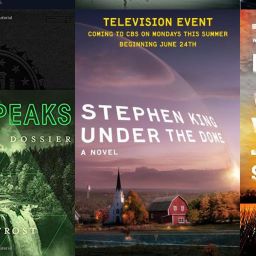 TELEVISION EVENT
COMING TO CBS ON MONDAYS THIS SUMMER
BEGINNING JUNE 24TH
STEPHEN KING
UNDER THE DOME
A NOVEL
PEAKS
DOSSIER
ROST